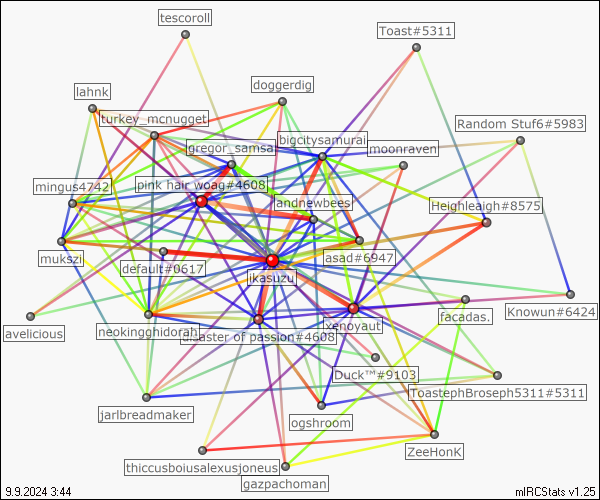 tescoroll
Toast#5311
doggerdig
lahnk
turkey_mcnugget
Random Stuf6#5983
bigcitysamurai
gregor_samsa
moonraven
mingus4742
pink hair_woag#4608
andnewbees
Heighleaigh#8575
mukszi
asad#6947
default#0617
ikasuzu
avelicious
neokingghidorah
disaster of passion#4608
xenoyaut
facadas.
Knowun#6424
Duck™#9103
ToastephBroseph5311#5311
jarlbreadmaker
ogshroom
ZeeHonK
thiccusboiusalexusjoneus
gazpachoman
9.9.2024 3:44
mIRCStats v1.25